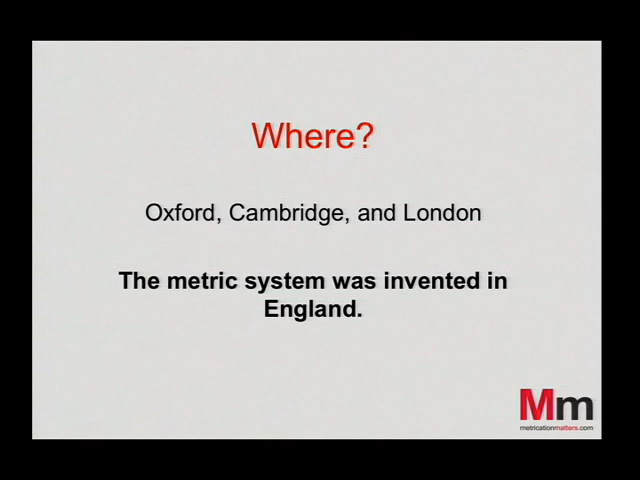 Where?
Oxford, Cambridge, and London
The metric system was invented in
England.
Mm
metricationmatters.com